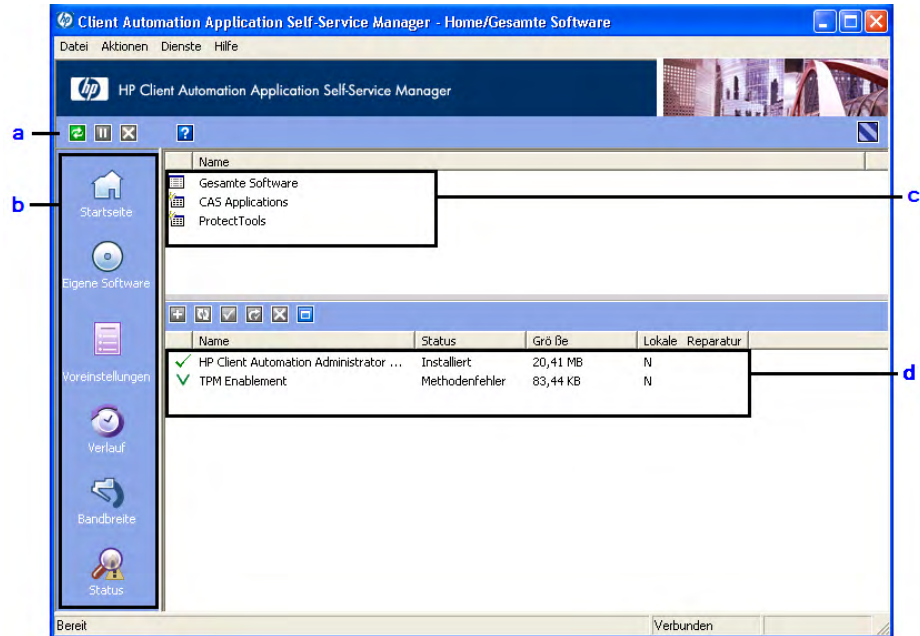 Client Automation Application Self-Service Manager - Home/Gesamte Software
Datei Aktionen Dienste Hilfe
hp HP Client Automation Application Self-Service Manager
a
?
Name
Gesamte Software
CAS Applications
ProtectTools
c
b
Startseite
Eigene Software
Voreinstellungen
Verlauf
Bandbreite
Status
Name Status Größe Lokale Reparatur
HP Client Automation Administrator ... Installiert 20,41 MB N
TPM Enablement Methodenfehler 83,44 KB N
d
Bereit Verbunden